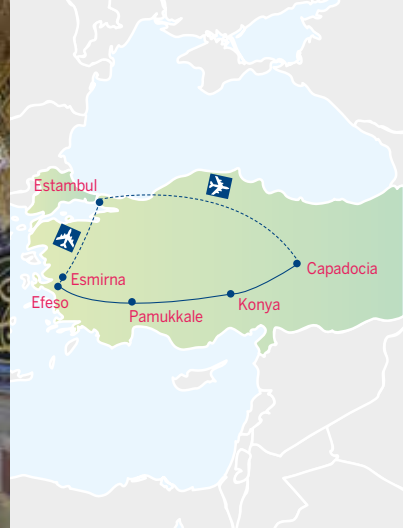 Estambul
Capadocia
Esmirna
Efeso
Konya
Pamukkale